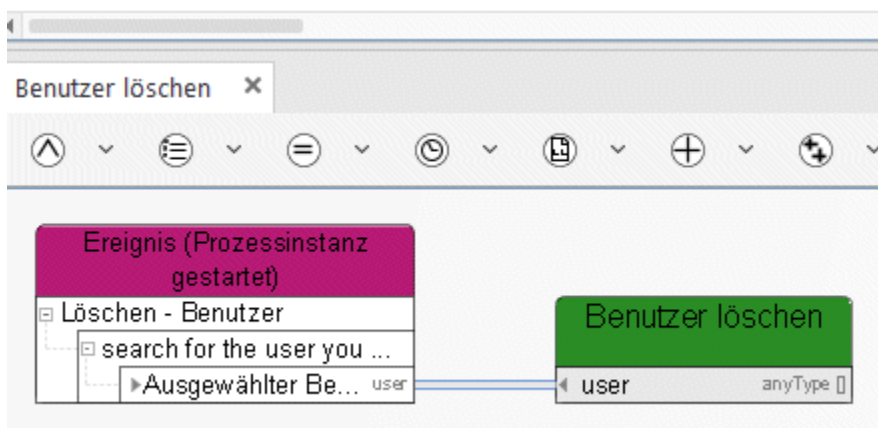 Benutzer löschen ×
Ereignis (Prozessinstanz
gestartet)
Löschen - Benutzer
search for the user you ...
Ausgewählter Be... user
Benutzer löschen
user anyType []